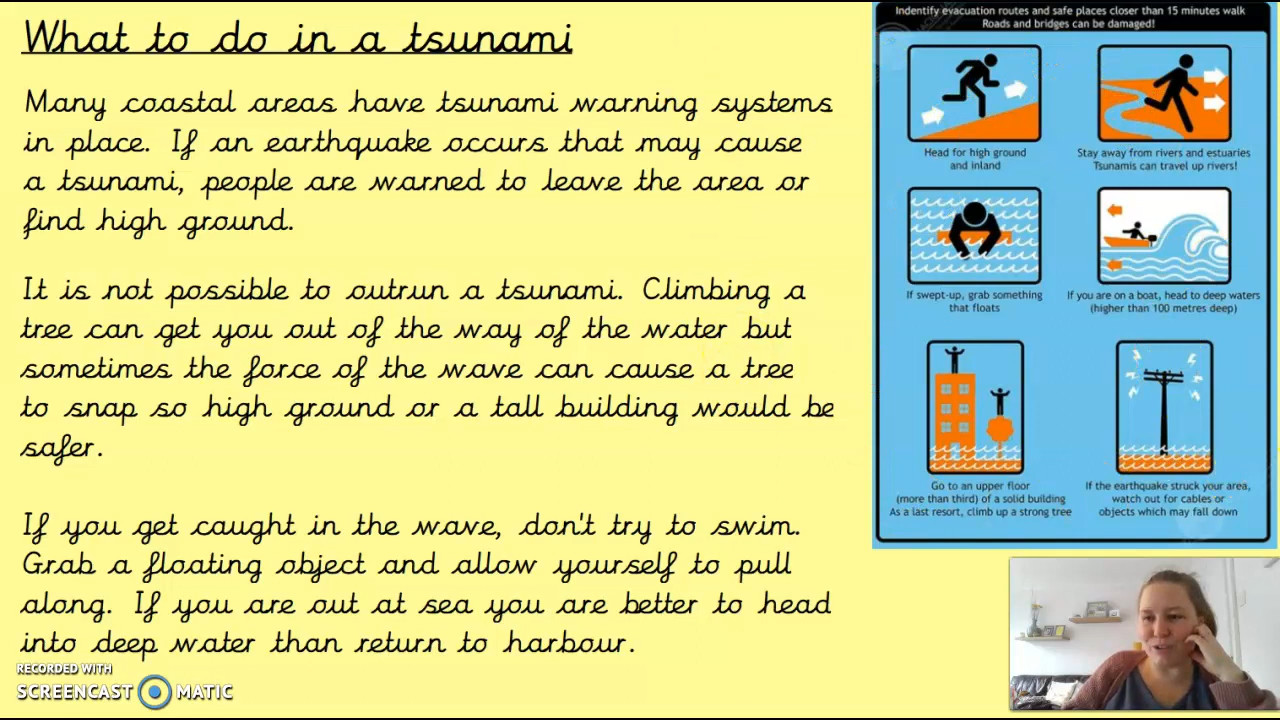 What to do in a tsunami
Many coastal areas have tsunami warning systems
in place. If an earthquake occurs that may cause
a tsunami, people are warned to leave the area or
find high ground.
It is not possible to outrun a tsunami. Climbing a
tree can get you out of the way of the water but
sometimes the force of the wave can cause a tree
to snap so high ground or a tall building would be
safer.
If you get caught in the wave, don't try to swim.
Grab a floating object and allow yourself to pull
along. If you are out at sea you are better to head
into deep water than return to harbour.
RECORDED WITH
SCREENCAST MATIC
Indentify evacuation routes and safe places closer than 15 minutes walk
Roads and bridges can be damaged!
Head for high ground
and inland
Stay away from rivers and estuaries
Tsunamis can travel up rivers!
If swept-up, grab something
that floats
If you are on a boat, head to deep waters
(higher than 100 metres deep)
Go to an upper floor
(more than third) of a solid building
As a last resort, climb up a strong tree
If the earthquake struck your area,
watch out for cables or
objects which may fall down